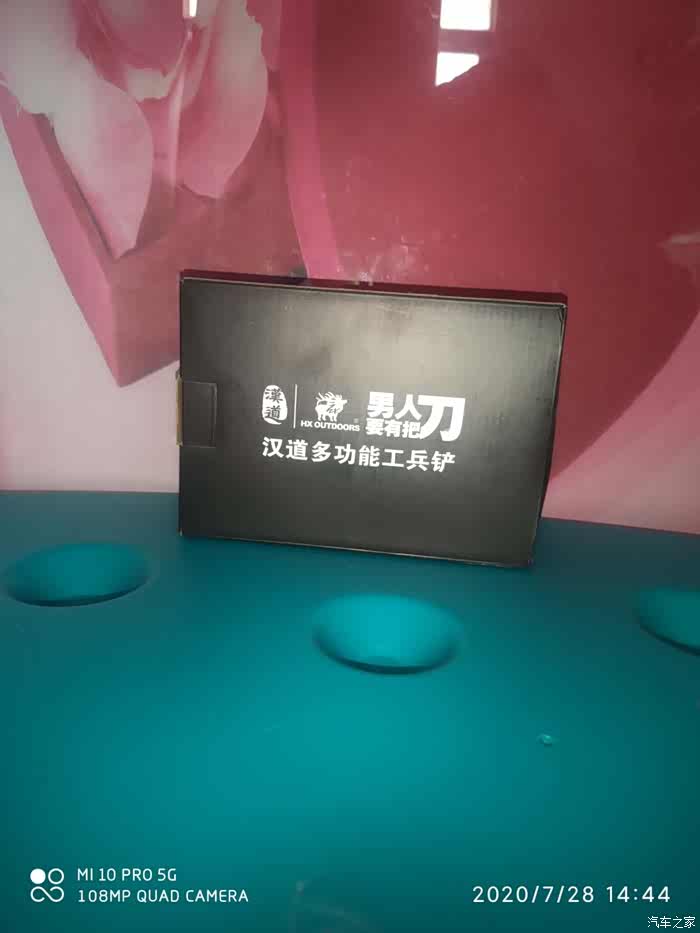 漢道
HX OUTDOORS®
男人
要有把刀
汉道多功能工兵铲
MI 10 PRO 5G
108MP QUAD CAMERA
2020/7/28 14:44
汽车之家